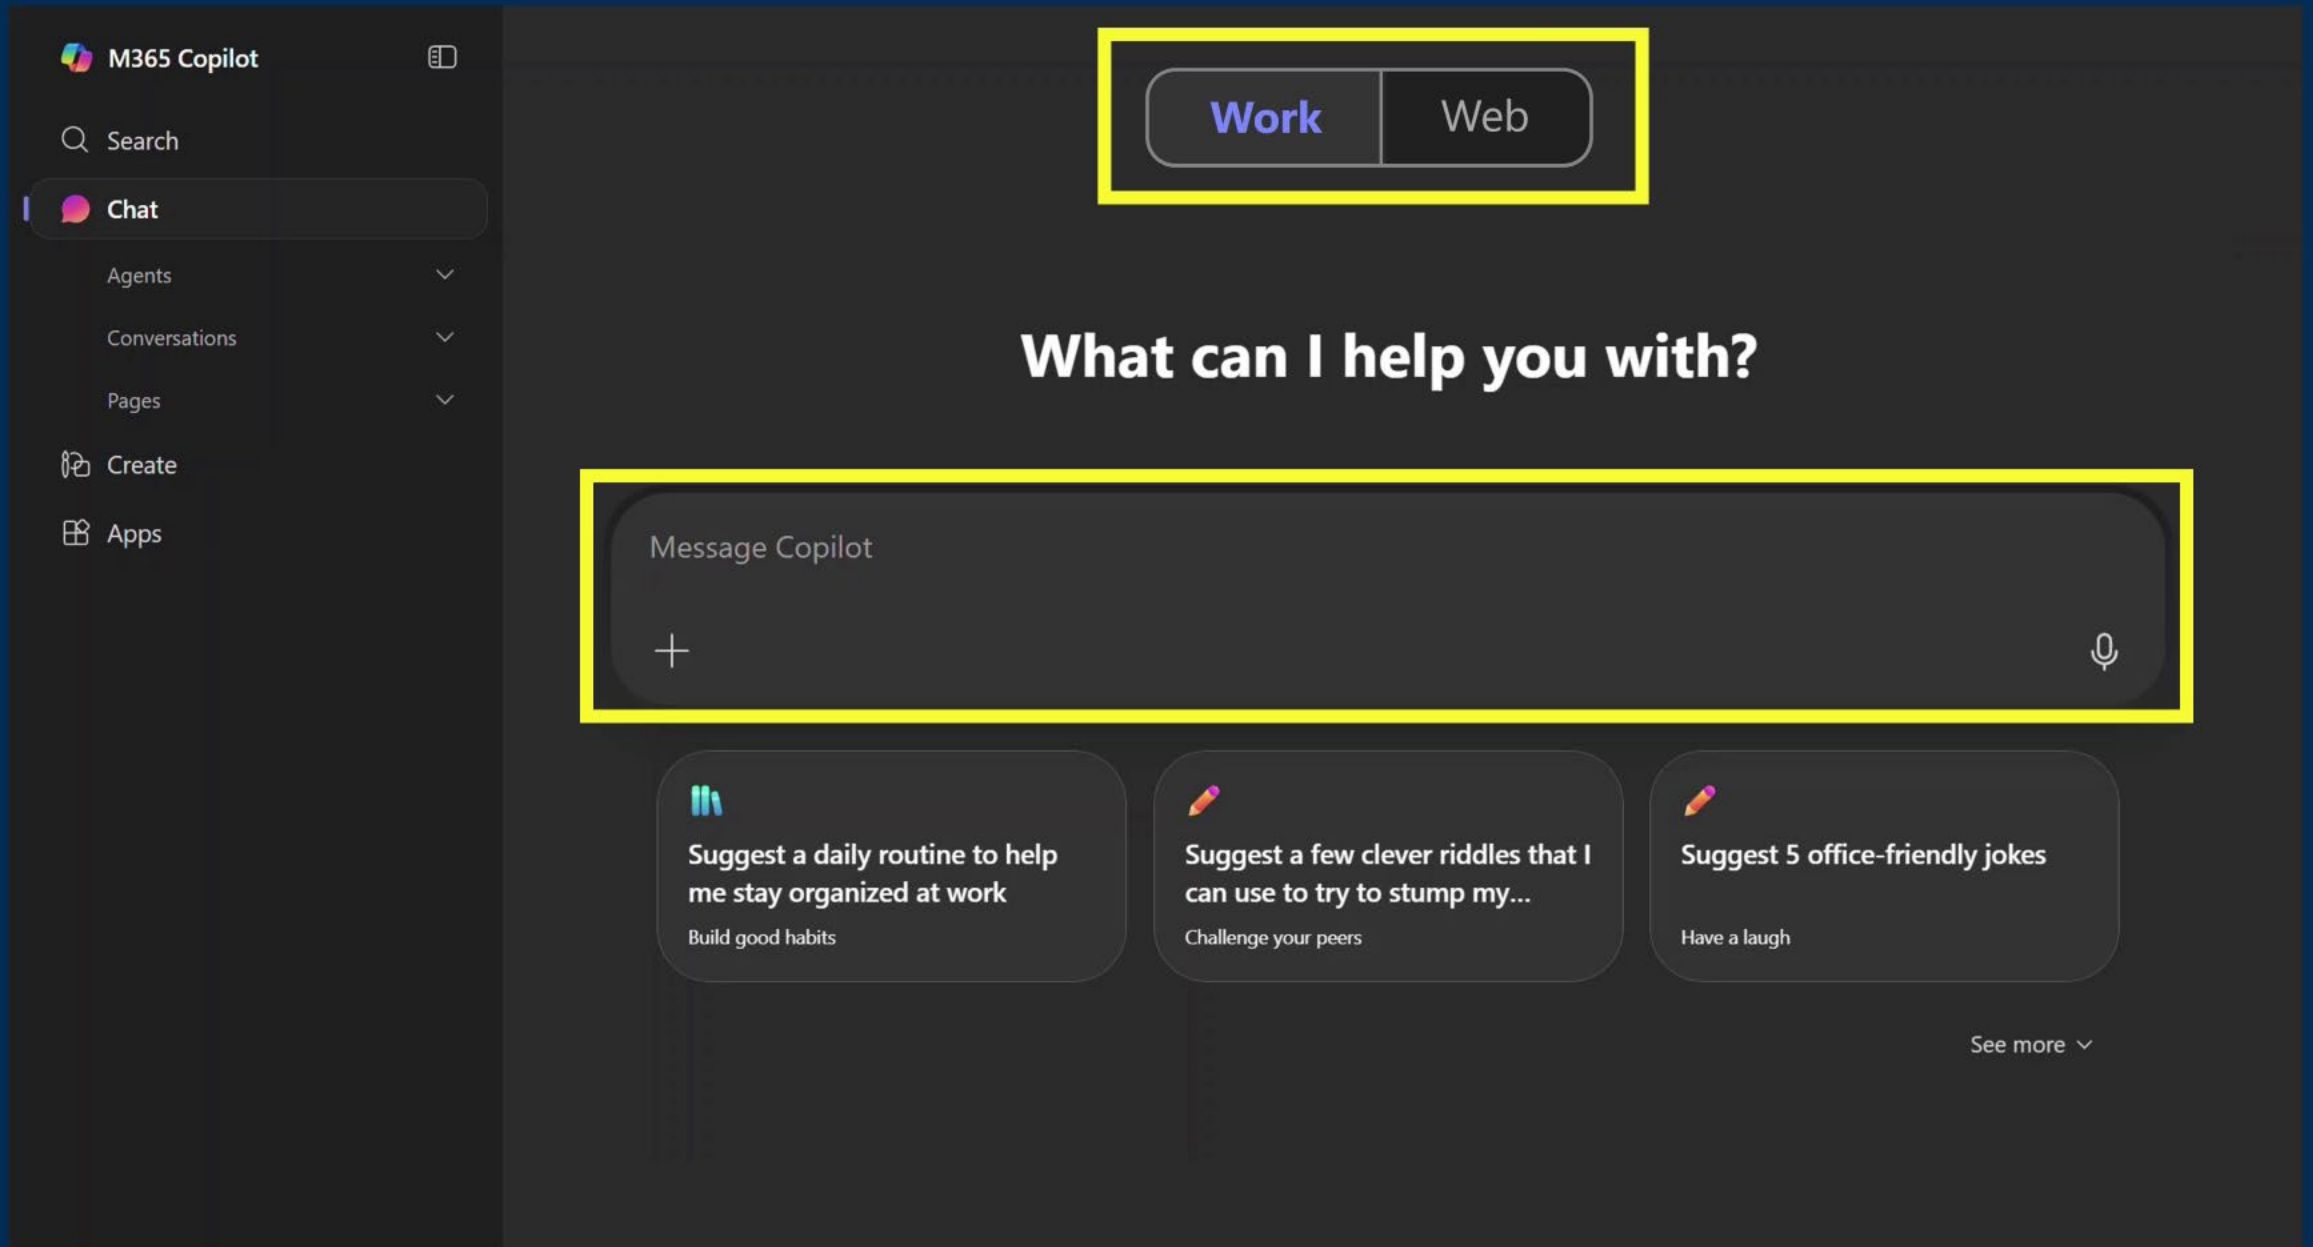 M365 Copilot
Search
Chat
Agents
Conversations
Pages
Create
Apps
Work
Web
What can I help you with?
Message Copilot
Suggest a daily routine to help
me stay organized at work
Build good habits
Suggest a few clever riddles that I
can use to try to stump my...
Challenge your peers
Suggest 5 office-friendly jokes
Have a laugh
See more